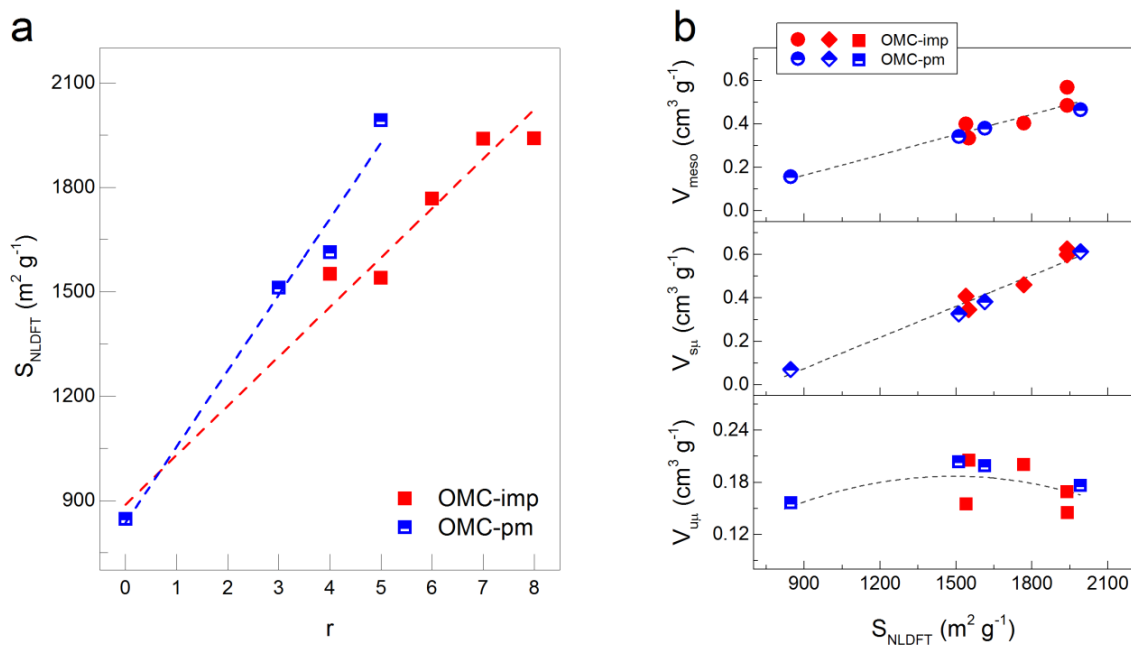 a
2100
1800
1500
1200
900
S_NLDFT (m² g⁻¹)
0 1 2 3 4 5 6 7 8
r
OMC-imp
OMC-pm
b
OMC-imp
OMC-pm
0.6
0.4
0.2
0.0
V_meso (cm³ g⁻¹)
0.6
0.4
0.2
0.0
V_sμ (cm³ g⁻¹)
0.24
0.18
0.12
V_uμ (cm³ g⁻¹)
900 1200 1500 1800 2100
S_NLDFT (m² g⁻¹)